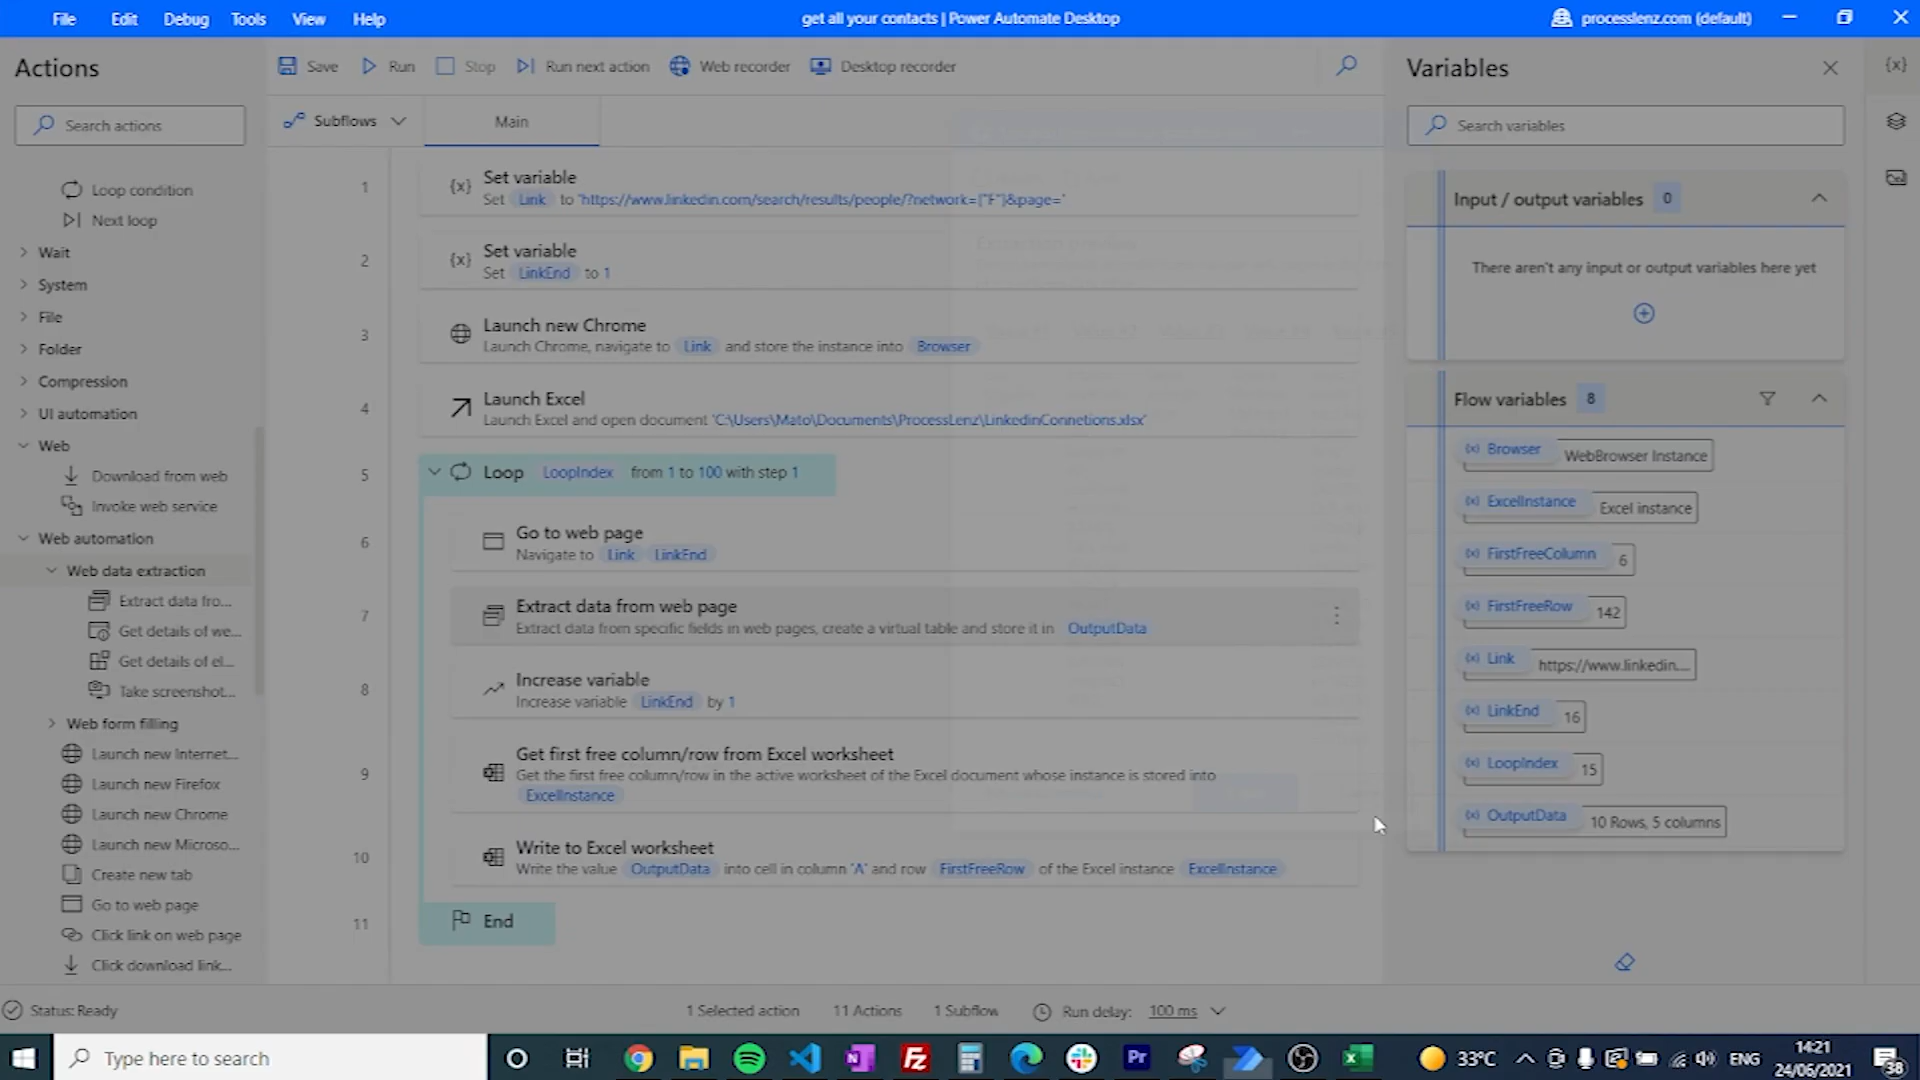 File Edit Debug Tools View Help
get all your contacts | Power Automate Desktop
processlenz.com (default)
Actions
Search actions
Loop condition
Next loop
Wait
System
File
Folder
Compression
UI automation
Web
Download from web
Invoke web service
Web automation
Web data extraction
Extract data fro...
Get details of we...
Get details of el...
Take screenshot...
Web form filling
Launch new Internet...
Launch new Firefox
Launch new Chrome
Launch new Microso...
Create new tab
Go to web page
Click link on web page
Click download link...
Save Run Stop Run next action Web recorder Desktop recorder
Subflows Main
1 {x} Set variable
Set Link to 'https://www.linkedin.com/search/results/people/?network=["F"]&page='
2 {x} Set variable
Set LinkEnd to 1
3 Launch new Chrome
Launch Chrome, navigate to Link and store the instance into Browser
4 Launch Excel
Launch Excel and open document 'C:\Users\Mato\Documents\ProcessLenz\LinkedinConnetions.xlsx'
5 Loop LoopIndex from 1 to 100 with step 1
6 Go to web page
Navigate to Link LinkEnd
7 Extract data from web page
Extract data from specific fields in web pages, create a virtual table and store it in OutputData
8 Increase variable
Increase variable LinkEnd by 1
9 Get first free column/row from Excel worksheet
Get the first free column/row in the active worksheet of the Excel document whose instance is stored into
ExcelInstance
10 Write to Excel worksheet
Write the value OutputData into cell in column 'A' and row FirstFreeRow of the Excel instance ExcelInstance
11 End
Variables
{x}
Search variables
Input / output variables 0
There aren't any input or output variables here yet
Flow variables 8
(x) Browser WebBrowser Instance
(x) ExcelInstance Excel instance
(x) FirstFreeColumn 6
(x) FirstFreeRow 142
(x) Link https://www.linkedin....
(x) LinkEnd 16
(x) LoopIndex 15
(x) OutputData 10 Rows, 5 columns
Status: Ready
1 Selected action 11 Actions 1 Subflow Run delay: 100 ms
Type here to search
Pr
33°C
ENG
14:21
24/06/2021
38